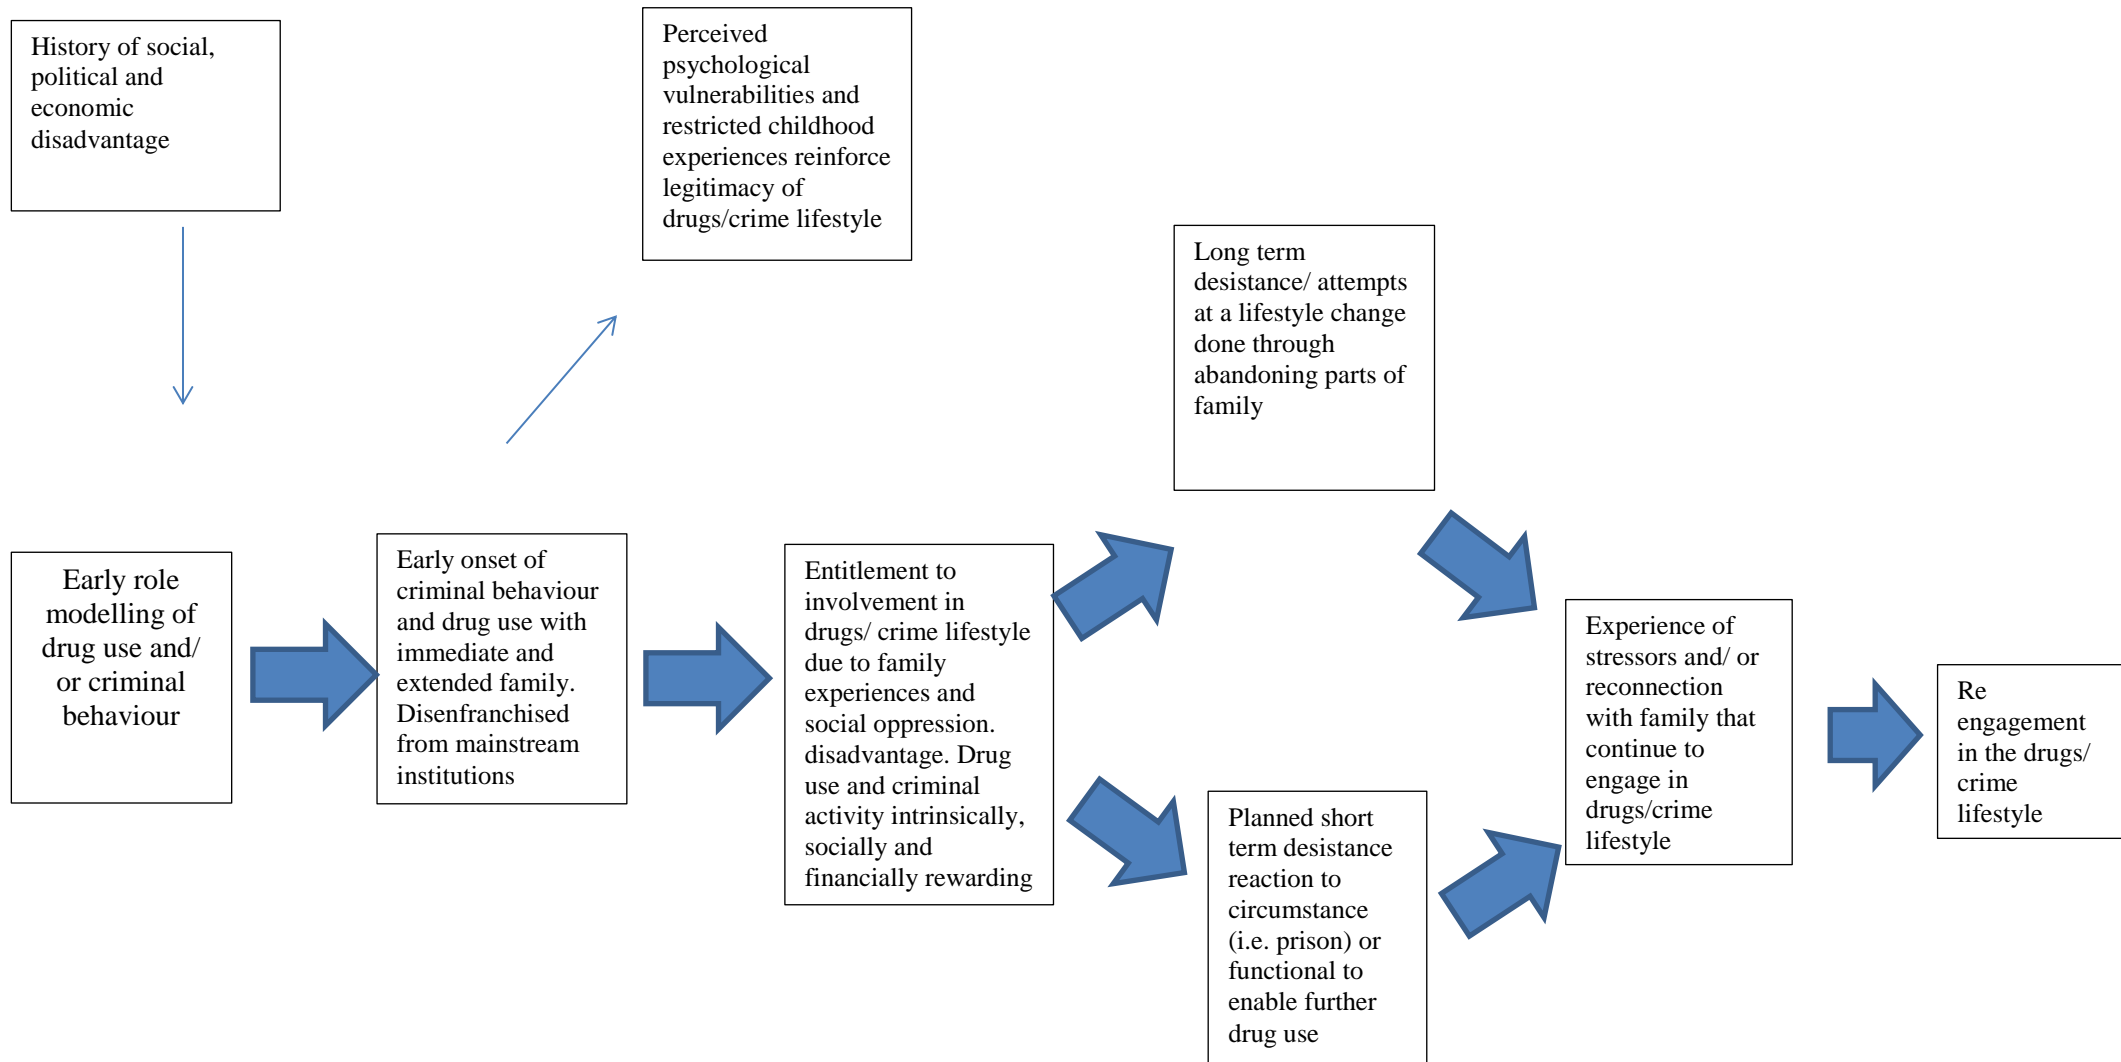 History of social,
political and
economic
disadvantage
Perceived
psychological
vulnerabilities and
restricted childhood
experiences reinforce
legitimacy of
drugs/crime lifestyle
Long term
desistance/ attempts
at a lifestyle change
done through
abandoning parts of
family
Early role
modelling of
drug use and/
or criminal
behaviour
Early onset of
criminal behaviour
and drug use with
immediate and
extended family.
Disenfranchised
from mainstream
institutions
Entitlement to
involvement in
drugs/ crime lifestyle
due to family
experiences and
social oppression.
disadvantage. Drug
use and criminal
activity intrinsically,
socially and
financially rewarding
Planned short
term desistance
reaction to
circumstance
(i.e. prison) or
functional to
enable further
drug use
Experience of
stressors and/ or
reconnection
with family that
continue to
engage in
drugs/crime
lifestyle
Re
engagement
in the drugs/
crime
lifestyle